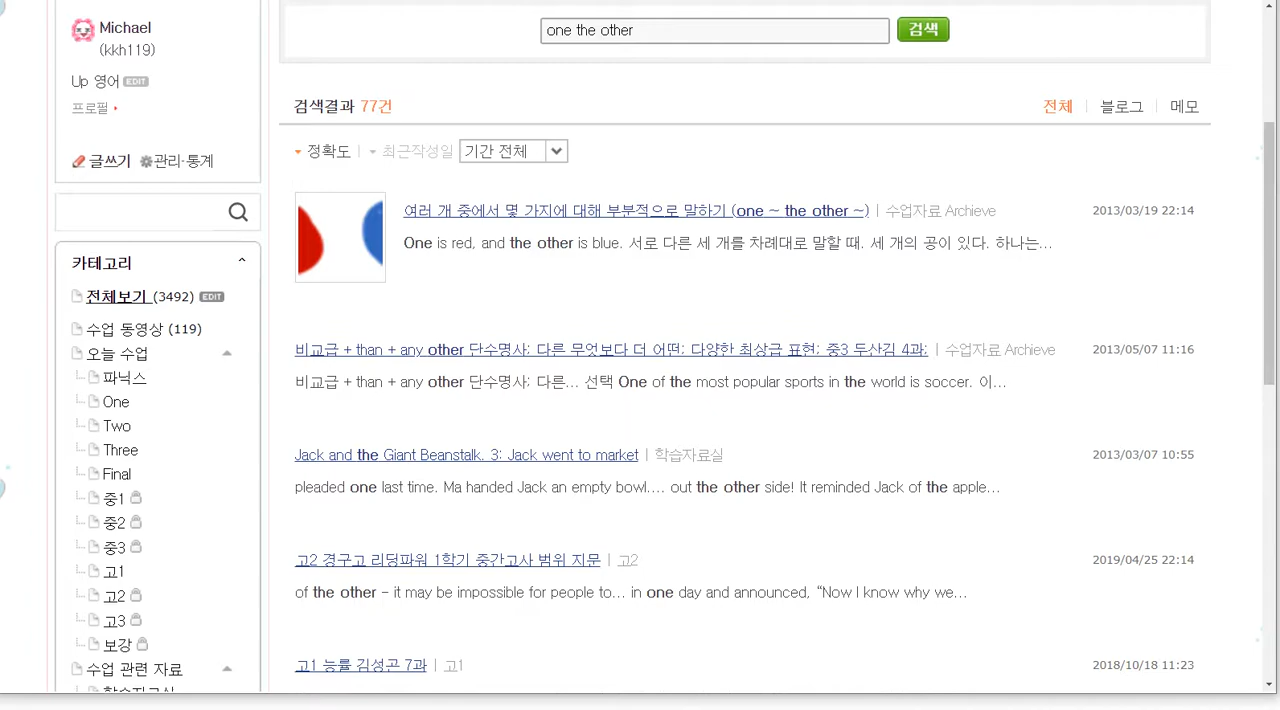 Michael
(kkh119)
Up 영어 EDIT
프로필
글쓰기 관리·통계
카테고리
전체보기 (3492) EDIT
수업 동영상 (119)
오늘 수업
파닉스
One
Two
Three
Final
중1
중2
중3
고1
고2
고3
보강
수업 관련 자료
학습자료실
one the other 검색
검색결과 77건 전체 블로그 메모
정확도 최근작성일 기간 전체
여러 개 중에서 몇 가지에 대해 부분적으로 말하기 (one ~ the other ~) | 수업자료 Archieve 2013/03/19 22:14
One is red, and the other is blue. 서로 다른 세 개를 차례대로 말할 때. 세 개의 공이 있다. 하나는...
비교급 + than + any other 단수명사; 다른 무엇보다 더 어떤; 다양한 최상급 표현; 중3 두산김 4과; | 수업자료 Archieve 2013/05/07 11:16
비교급 + than + any other 단수명사; 다른... 선택 One of the most popular sports in the world is soccer. 이...
Jack and the Giant Beanstalk. 3: Jack went to market | 학습자료실 2013/03/07 10:55
pleaded one last time. Ma handed Jack an empty bowl.... out the other side! It reminded Jack of the apple...
고2 경구고 리딩파워 1학기 중간고사 범위 지문 | 고2 2019/04/25 22:14
of the other - it may be impossible for people to... in one day and announced, “Now I know why we...
고1 능률 김성곤 7과 | 고1 2018/10/18 11:23